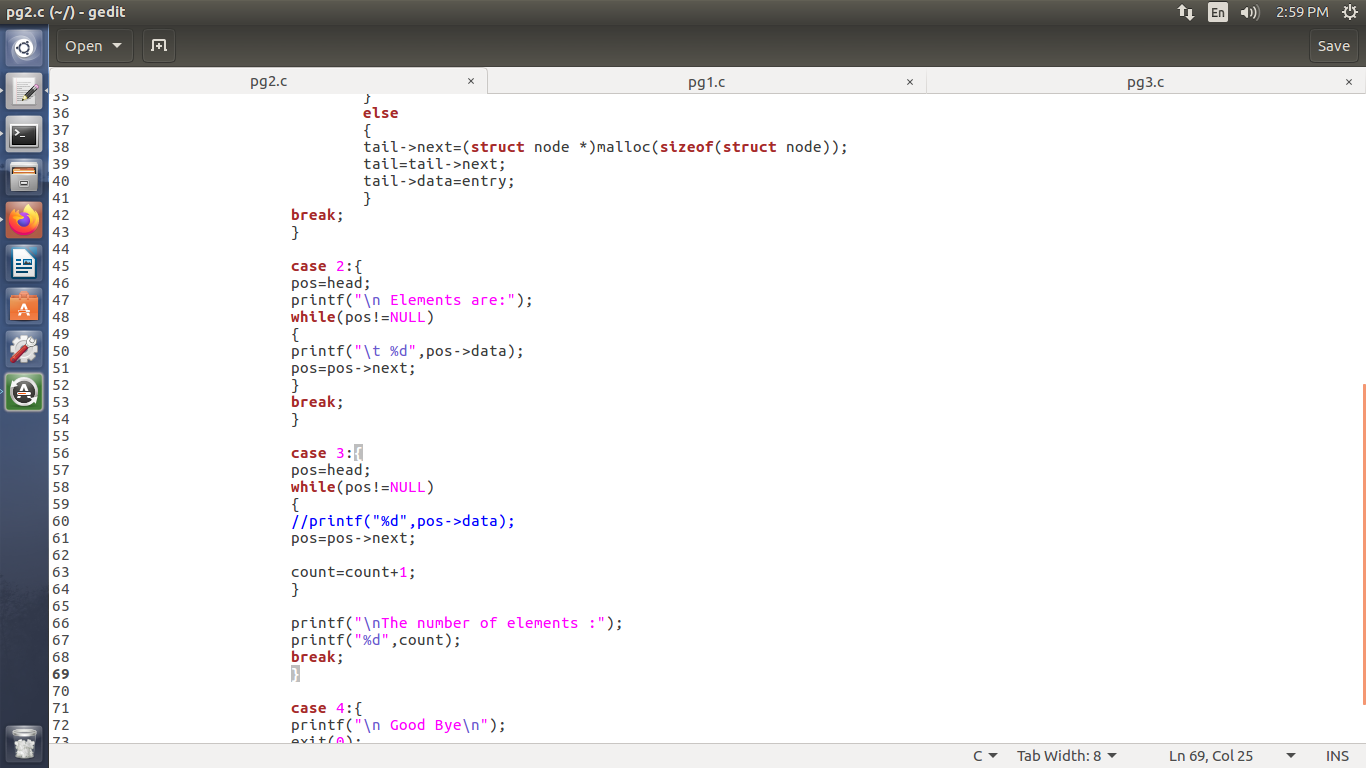 pg2.c (~/) - gedit
En
2:59 PM
Open
Save
pg2.c ×
pg1.c ×
pg3.c ×
35 }
36 else
37 {
38 tail->next=(struct node *)malloc(sizeof(struct node));
39 tail=tail->next;
40 tail->data=entry;
41 }
42 break;
43 }
44
45 case 2:{
46 pos=head;
47 printf("\n Elements are:");
48 while(pos!=NULL)
49 {
50 printf("\t %d",pos->data);
51 pos=pos->next;
52 }
53 break;
54 }
55
56 case 3:{
57 pos=head;
58 while(pos!=NULL)
59 {
60 //printf("%d",pos->data);
61 pos=pos->next;
62
63 count=count+1;
64 }
65
66 printf("\nThe number of elements :");
67 printf("%d",count);
68 break;
69 }
70
71 case 4:{
72 printf("\n Good Bye\n");
73 exit(0);
C
Tab Width: 8
Ln 69, Col 25
INS